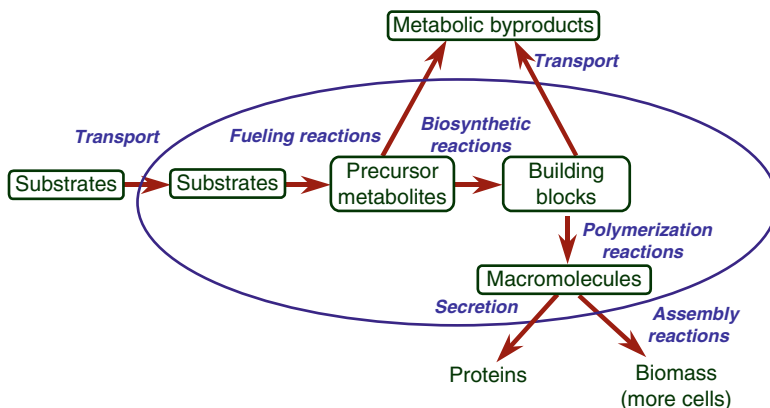 Metabolic byproducts
Transport
Transport
Fueling reactions
Biosynthetic
reactions
Substrates
Substrates
Precursor
metabolites
Building
blocks
Polymerization
reactions
Macromolecules
Secretion
Assembly
reactions
Proteins
Biomass
(more cells)